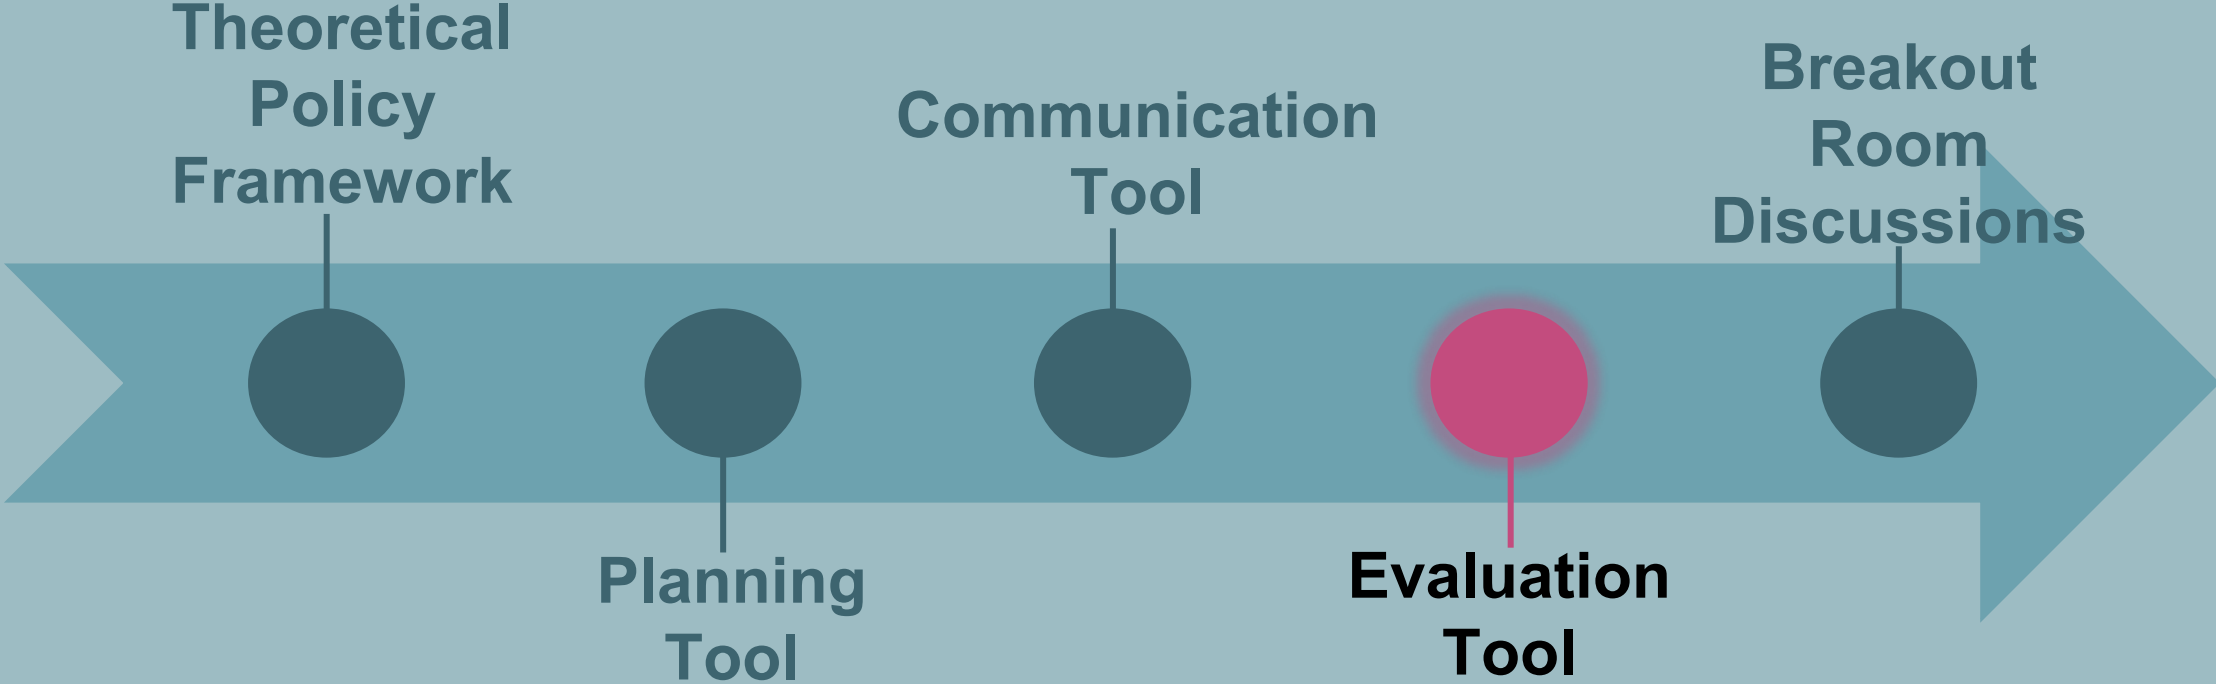 Theoretical
Policy
Framework
Planning
Tool
Communication
Tool
Evaluation
Tool
Breakout
Room
Discussions